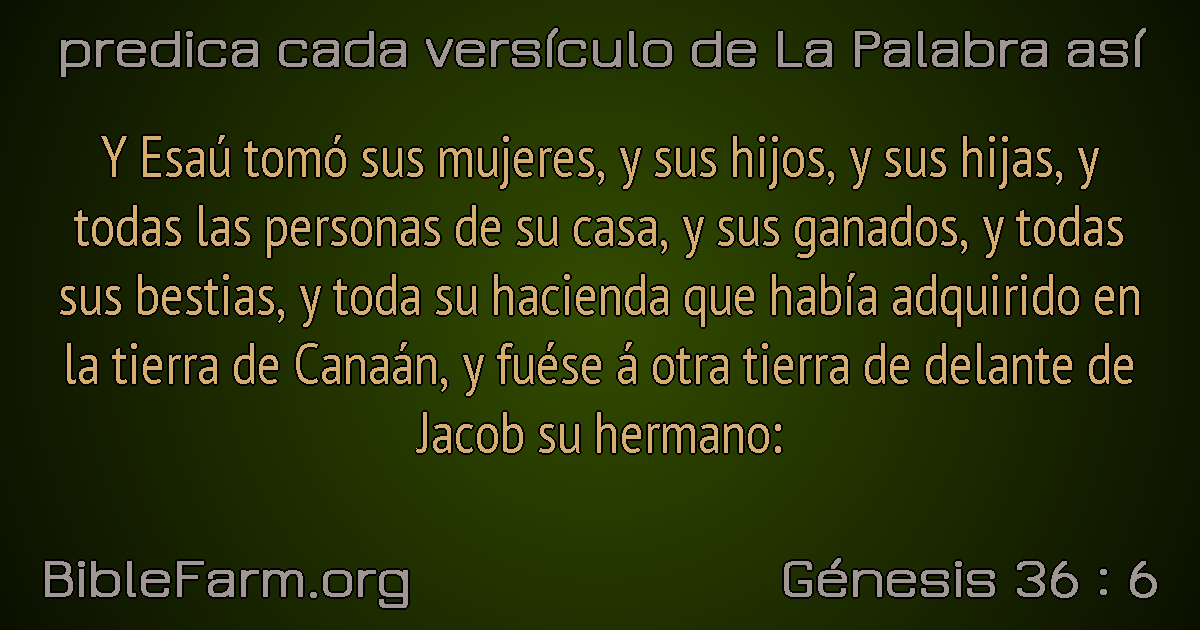 predica cada versículo de La Palabra así
Y Esaú tomó sus mujeres, y sus hijos, y sus hijas, y
todas las personas de su casa, y sus ganados, y todas
sus bestias, y toda su hacienda que había adquirido en
la tierra de Canaán, y fuése á otra tierra de delante de
Jacob su hermano:
BibleFarm.org
Génesis 36 : 6